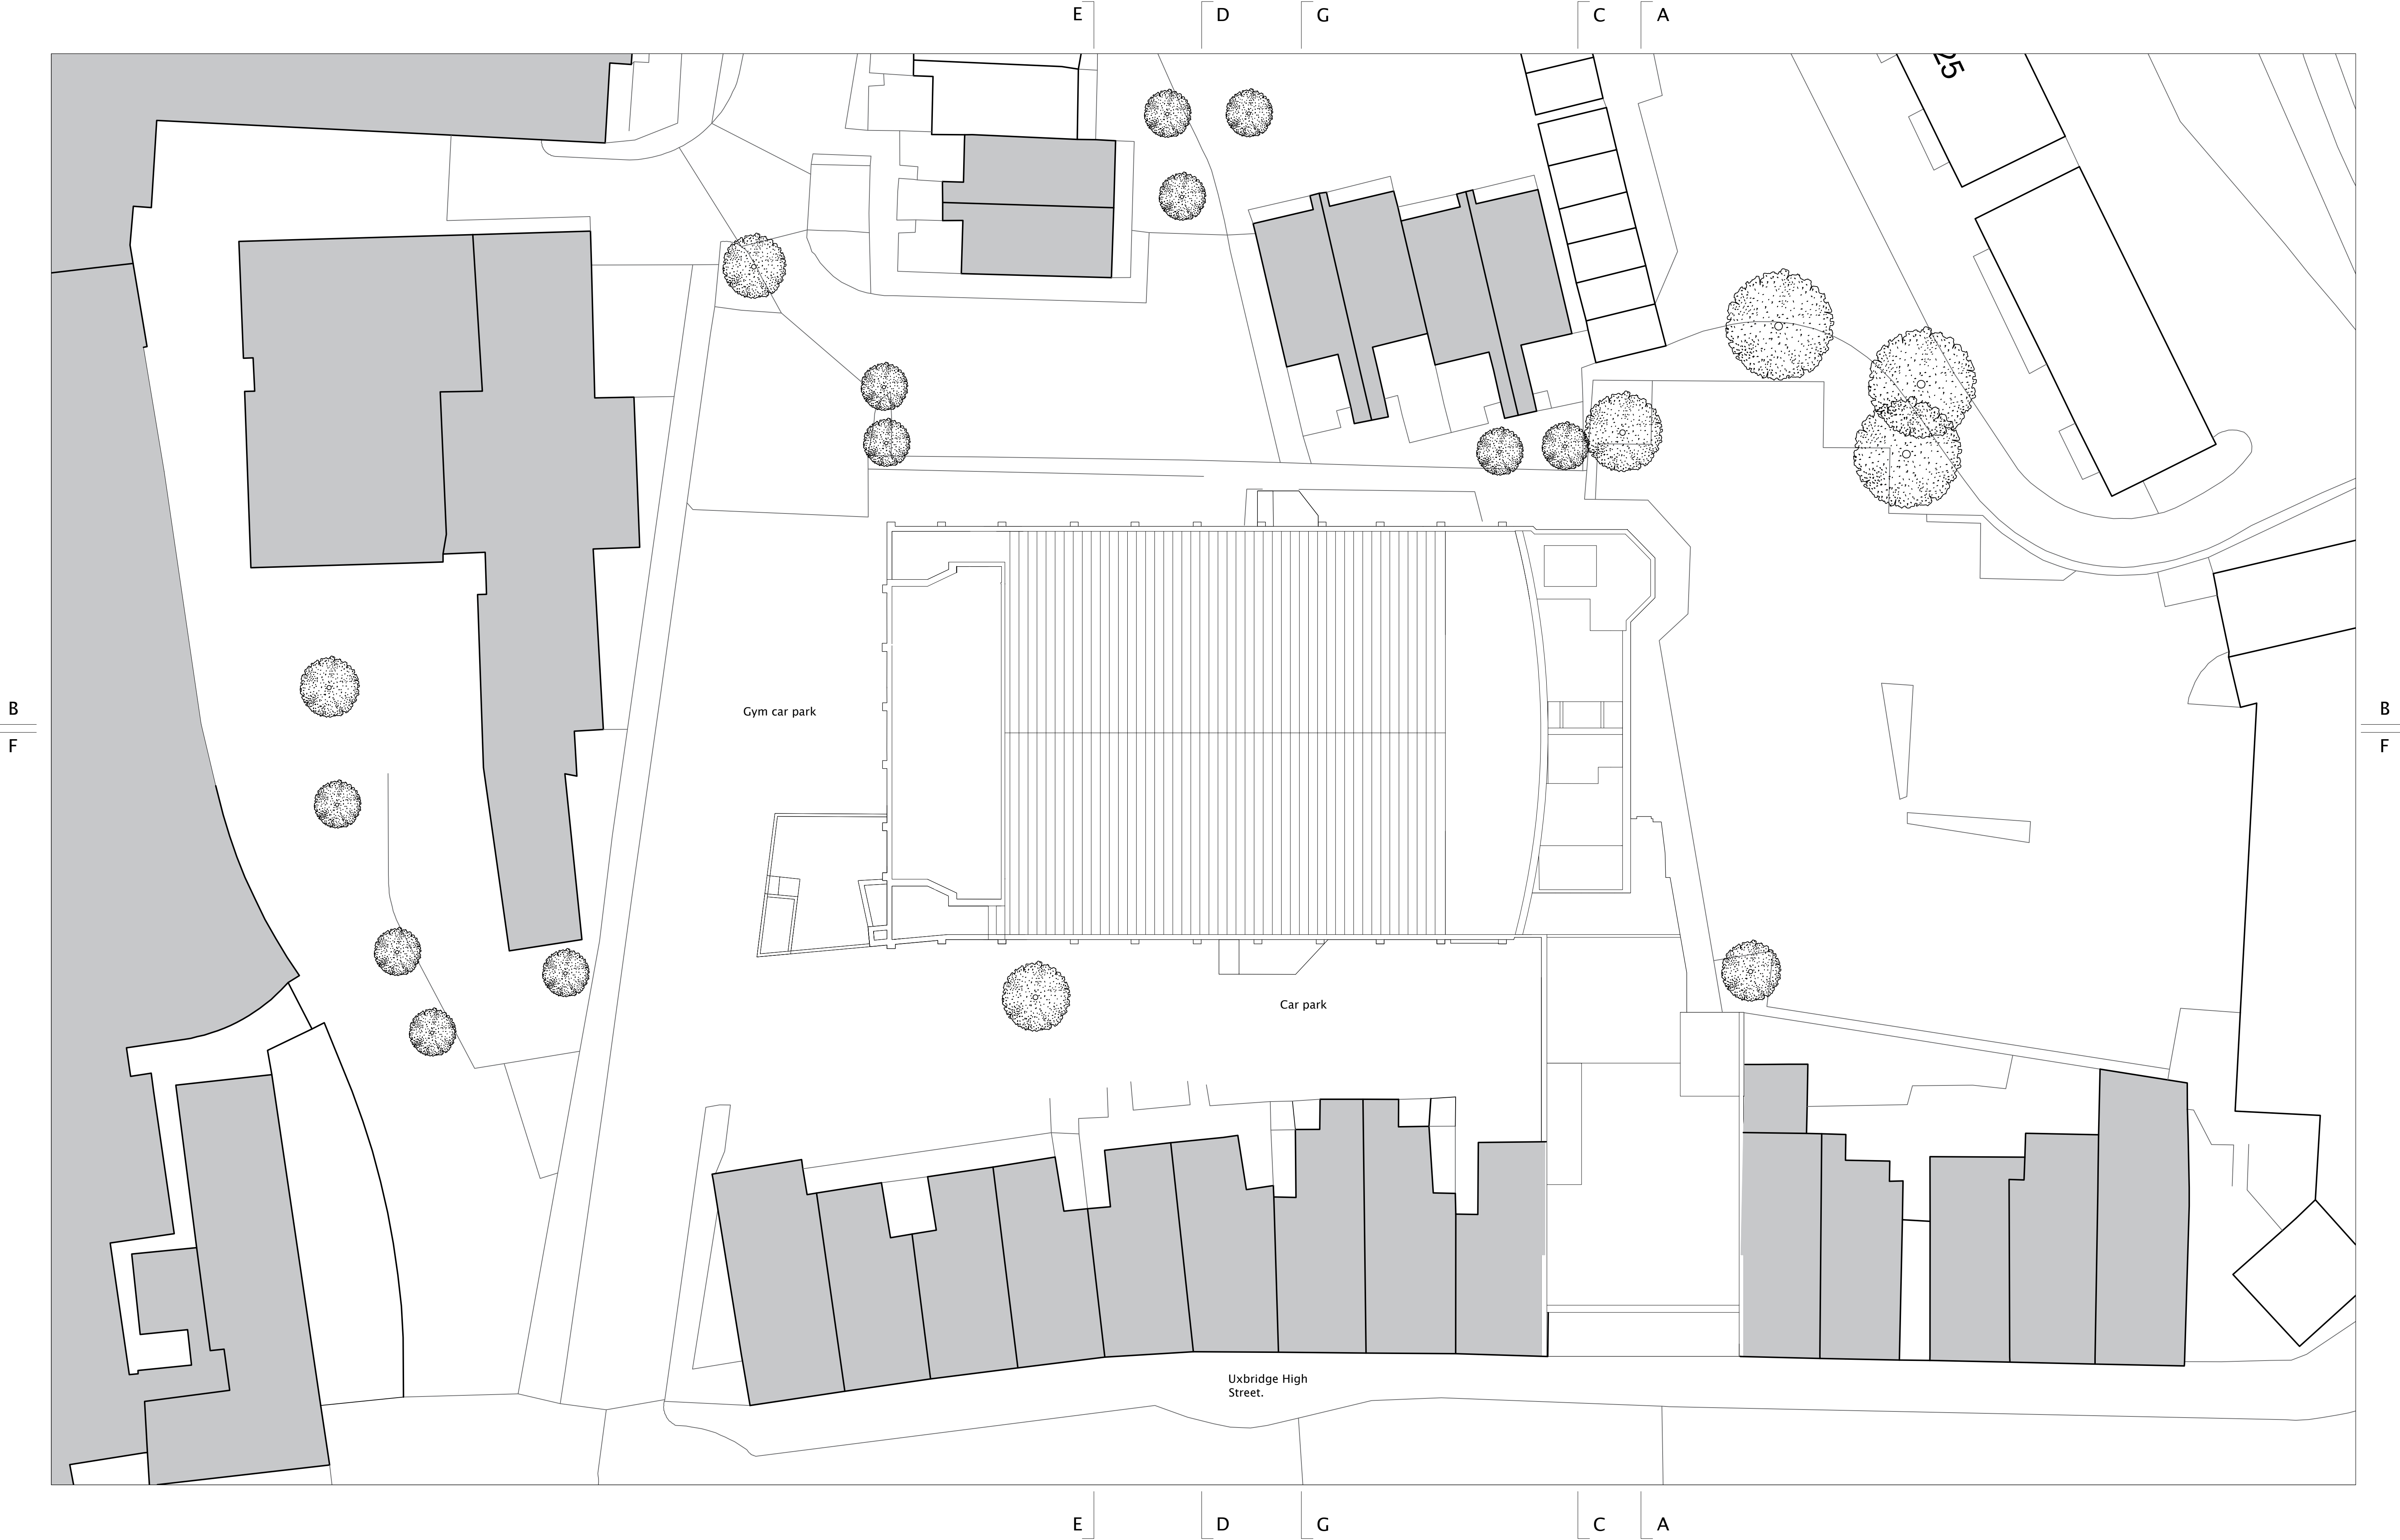 E D G C A
25
B B
F F
Gym car park
Car park
Uxbridge High
Street.
E D G C A